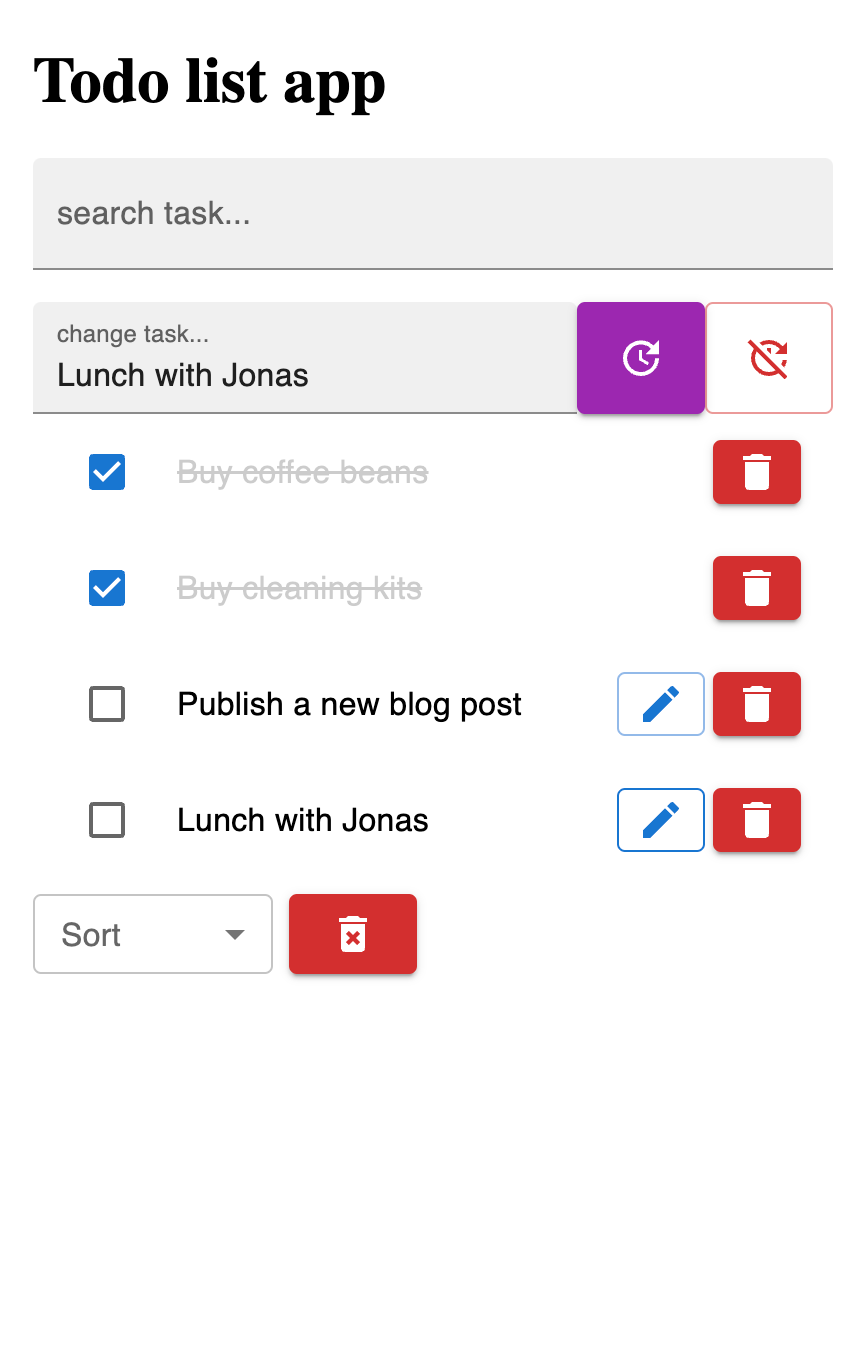 Todo list app
search task...
change task...
Lunch with Jonas
Buy coffee beans
Buy cleaning kits
Publish a new blog post
Lunch with Jonas
Sort